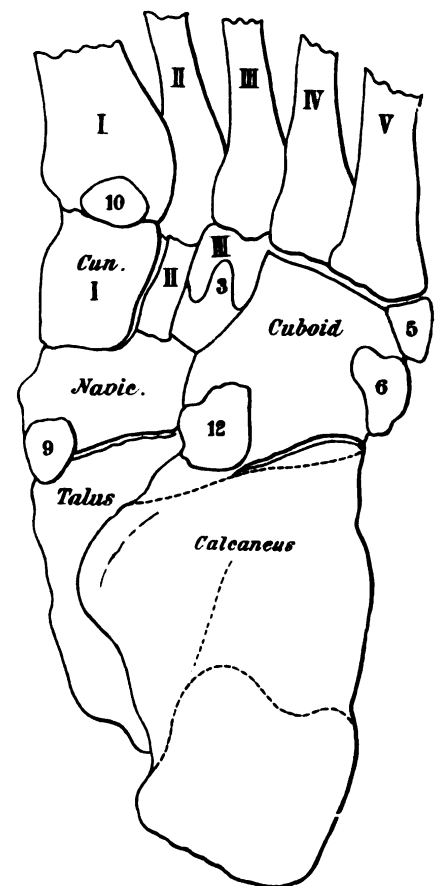 I
II
III
IV
V
10
Cun.
I
II
III
3
Cuboid
5
Navic.
6
9
12
Talus
Calcaneus